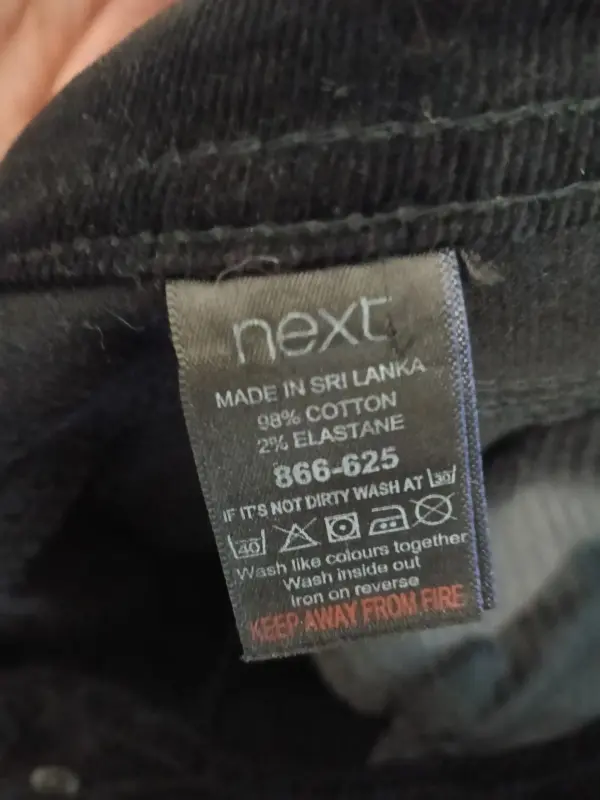 next
MADE IN SRI LANKA
98% COTTON
2% ELASTANE
866-625
IF IT'S NOT DIRTY WASH AT 30
40
Wash like colours together
Wash inside out
Iron on reverse
KEEP AWAY FROM FIRE